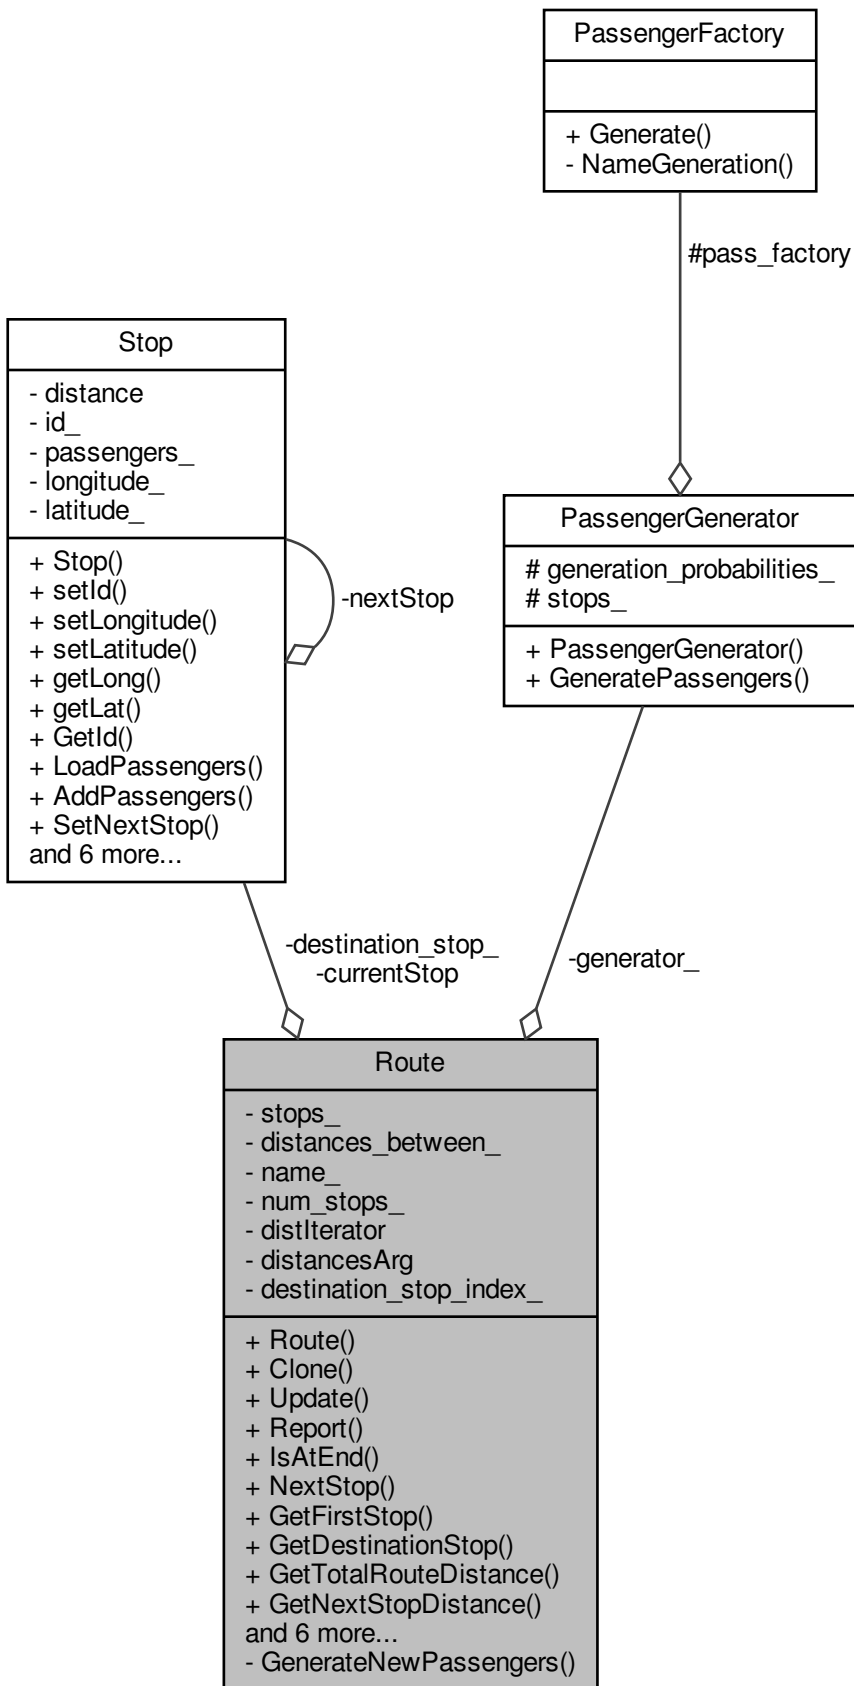 PassengerFactory
+ Generate()
- NameGeneration()
#pass_factory
Stop
- distance
- id_
- passengers_
- longitude_
- latitude_
+ Stop()
+ setId()
+ setLongitude()
+ setLatitude()
+ getLong()
+ getLat()
+ GetId()
+ LoadPassengers()
+ AddPassengers()
+ SetNextStop()
and 6 more...
-nextStop
PassengerGenerator
# generation_probabilities_
# stops_
+ PassengerGenerator()
+ GeneratePassengers()
-destination_stop_
-currentStop
-generator_
Route
- stops_
- distances_between_
- name_
- num_stops_
- distIterator
- distancesArg
- destination_stop_index_
+ Route()
+ Clone()
+ Update()
+ Report()
+ IsAtEnd()
+ NextStop()
+ GetFirstStop()
+ GetDestinationStop()
+ GetTotalRouteDistance()
+ GetNextStopDistance()
and 6 more...
- GenerateNewPassengers()